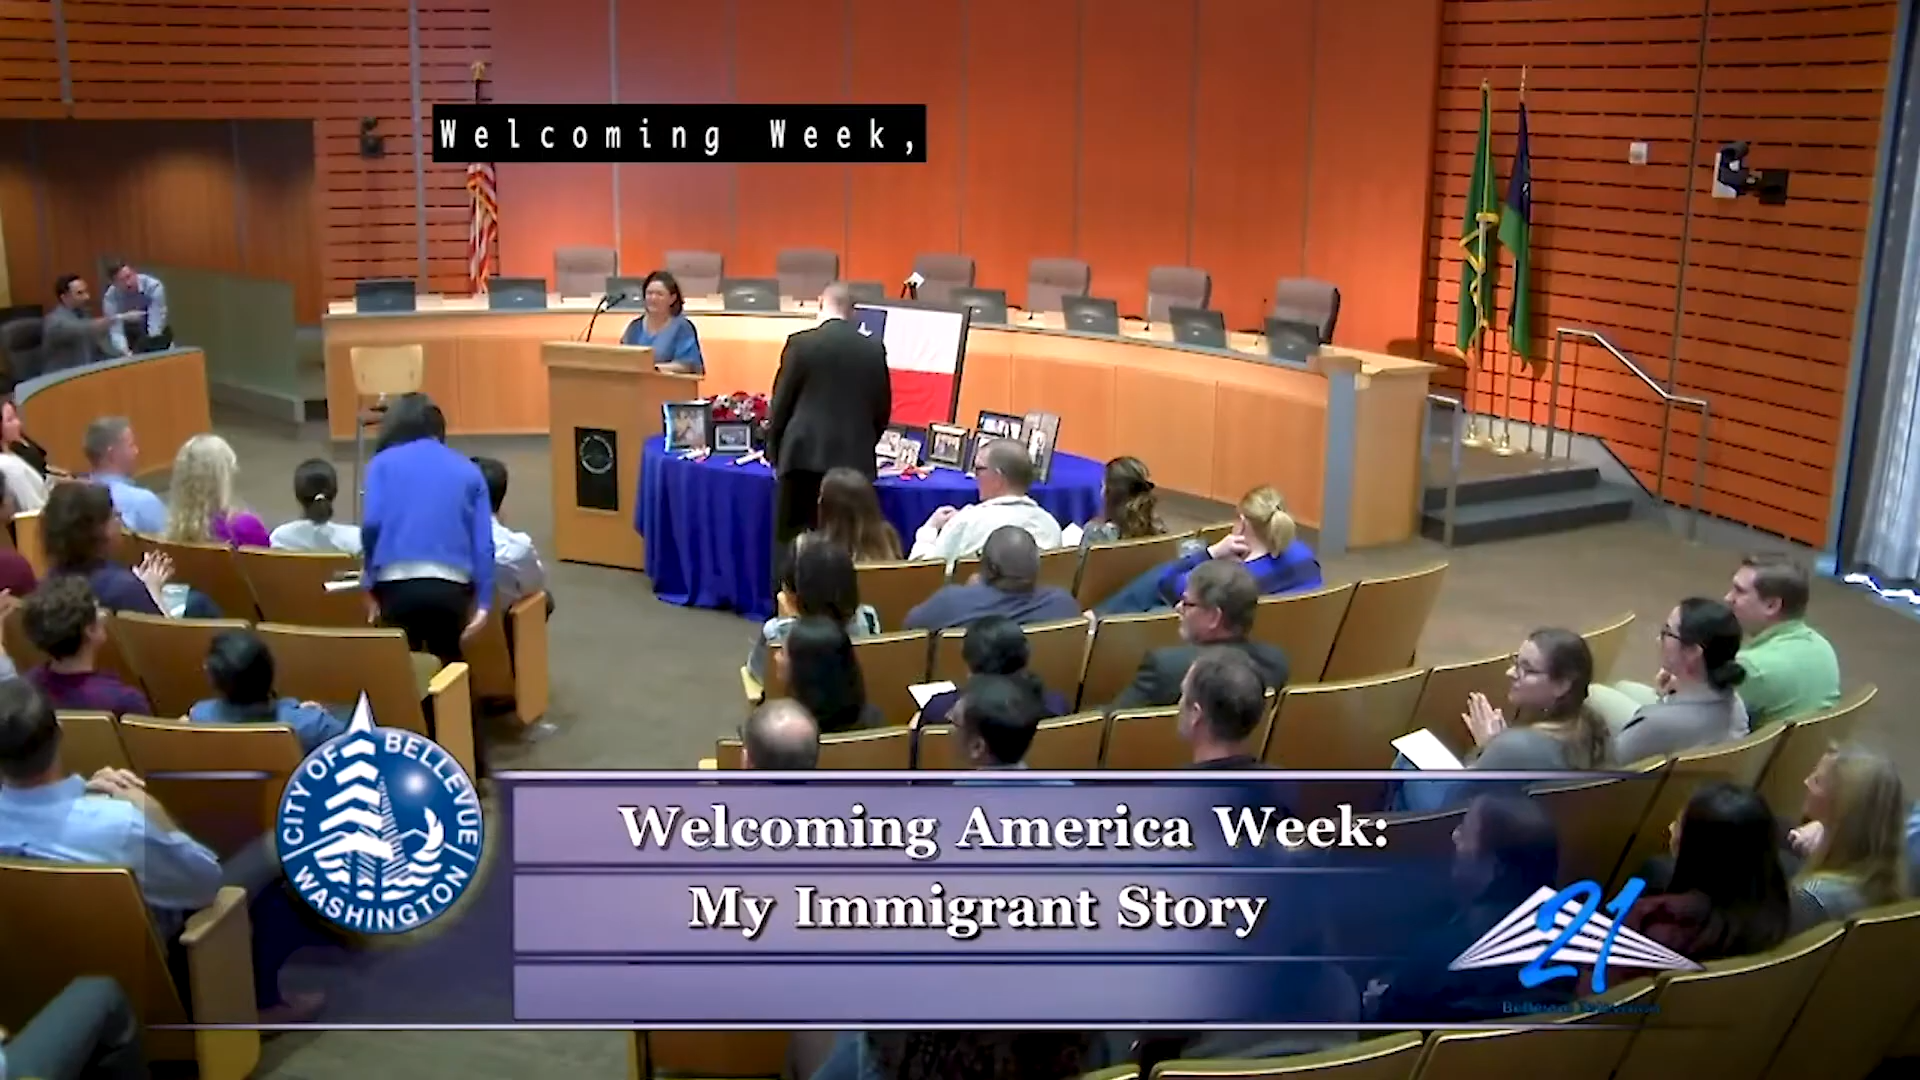 Welcoming Week,
CITY OF BELLEVUE
WASHINGTON
Welcoming America Week:
My Immigrant Story
21